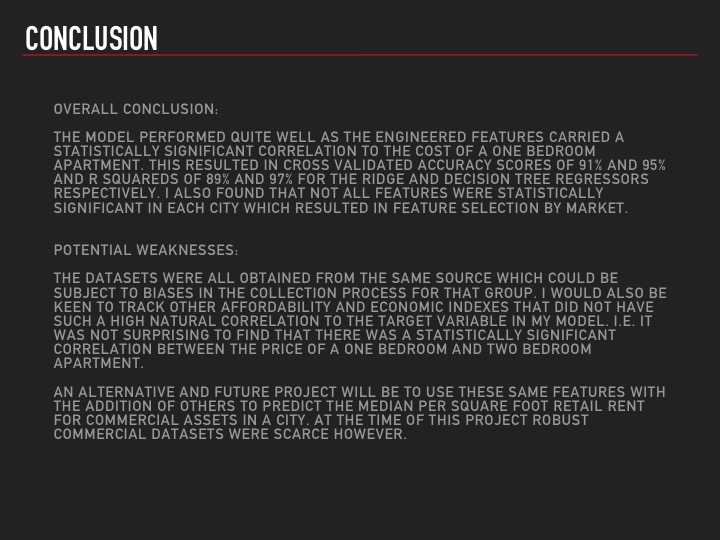 CONCLUSION
OVERALL CONCLUSION:
THE MODEL PERFORMED QUITE WELL AS THE ENGINEERED FEATURES CARRIED A
STATISTICALLY SIGNIFICANT CORRELATION TO THE COST OF A ONE BEDROOM
APARTMENT. THIS RESULTED IN CROSS VALIDATED ACCURACY SCORES OF 91% AND 95%
AND R SQUAREDS OF 89% AND 97% FOR THE RIDGE AND DECISION TREE REGRESSORS
RESPECTIVELY. I ALSO FOUND THAT NOT ALL FEATURES WERE STATISTICALLY
SIGNIFICANT IN EACH CITY WHICH RESULTED IN FEATURE SELECTION BY MARKET.
POTENTIAL WEAKNESSES:
THE DATASETS WERE ALL OBTAINED FROM THE SAME SOURCE WHICH COULD BE
SUBJECT TO BIASES IN THE COLLECTION PROCESS FOR THAT GROUP. I WOULD ALSO BE
KEEN TO TRACK OTHER AFFORDABILITY AND ECONOMIC INDEXES THAT DID NOT HAVE
SUCH A HIGH NATURAL CORRELATION TO THE TARGET VARIABLE IN MY MODEL. I.E. IT
WAS NOT SURPRISING TO FIND THAT THERE WAS A STATISTICALLY SIGNIFICANT
CORRELATION BETWEEN THE PRICE OF A ONE BEDROOM AND TWO BEDROOM
APARTMENT.
AN ALTERNATIVE AND FUTURE PROJECT WILL BE TO USE THESE SAME FEATURES WITH
THE ADDITION OF OTHERS TO PREDICT THE MEDIAN PER SQUARE FOOT RETAIL RENT
FOR COMMERCIAL ASSETS IN A CITY. AT THE TIME OF THIS PROJECT ROBUST
COMMERCIAL DATASETS WERE SCARCE HOWEVER.